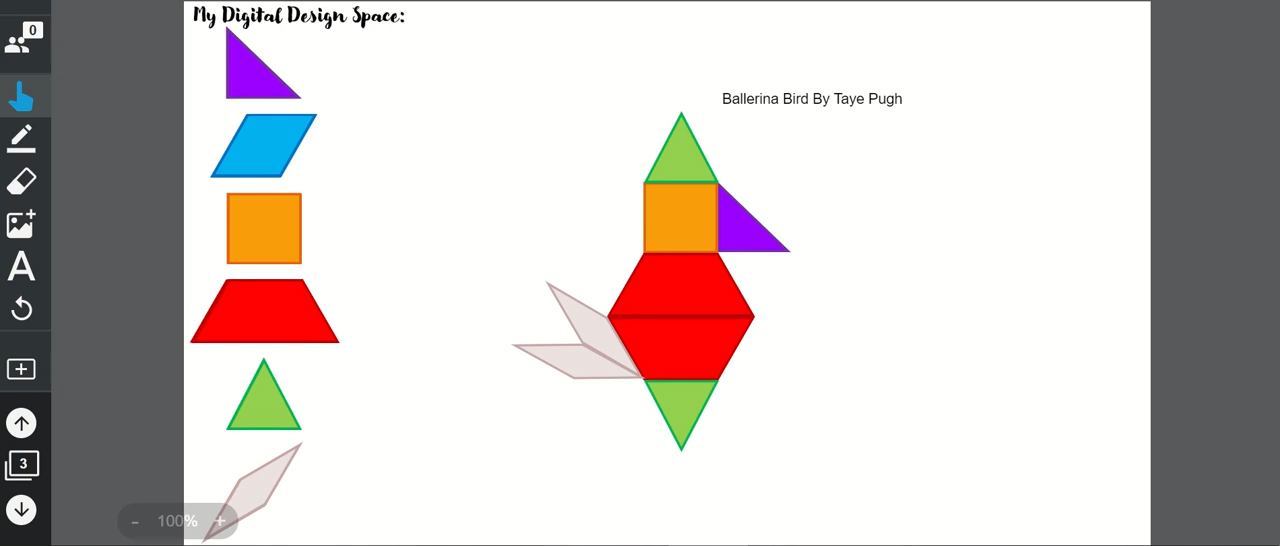 My Digital Design Space:
0
Ballerina Bird By Taye Pugh
A
3
- 100% +